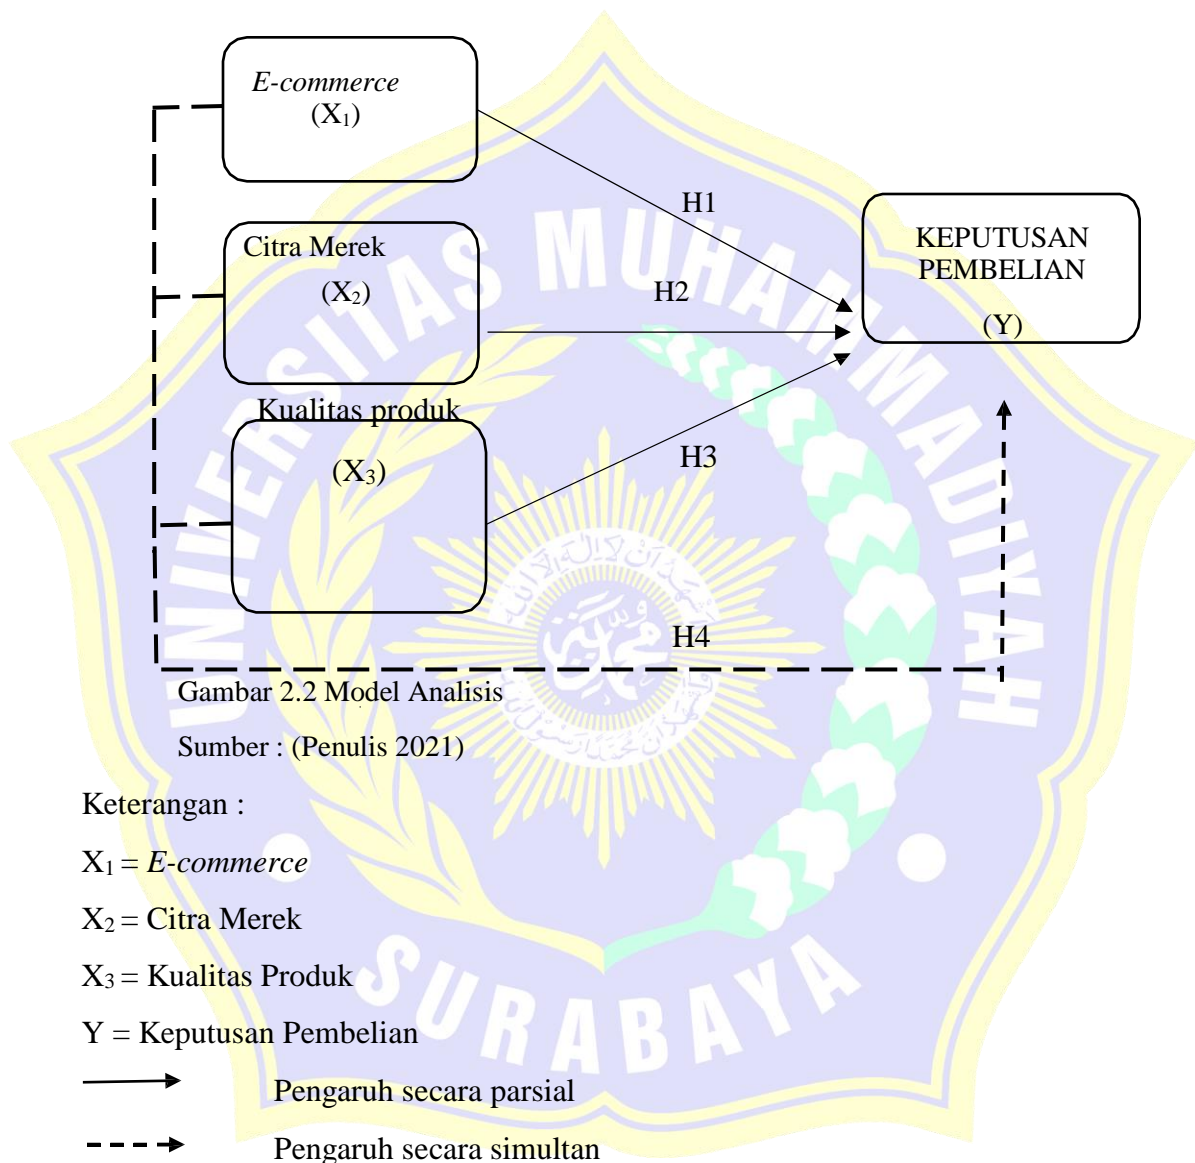 E-commerce
(X₁)
H1
KEPUTUSAN
PEMBELIAN
(Y)
Citra Merek
(X₂)
H2
Kualitas produk
(X₃)
H3
H4
Gambar 2.2 Model Analisis
Sumber : (Penulis 2021)
Keterangan :
X₁ = E-commerce
X₂ = Citra Merek
X₃ = Kualitas Produk
Y = Keputusan Pembelian
Pengaruh secara parsial
Pengaruh secara simultan
UNIVERSITAS MUHAMMADIYAH
SURABAYA